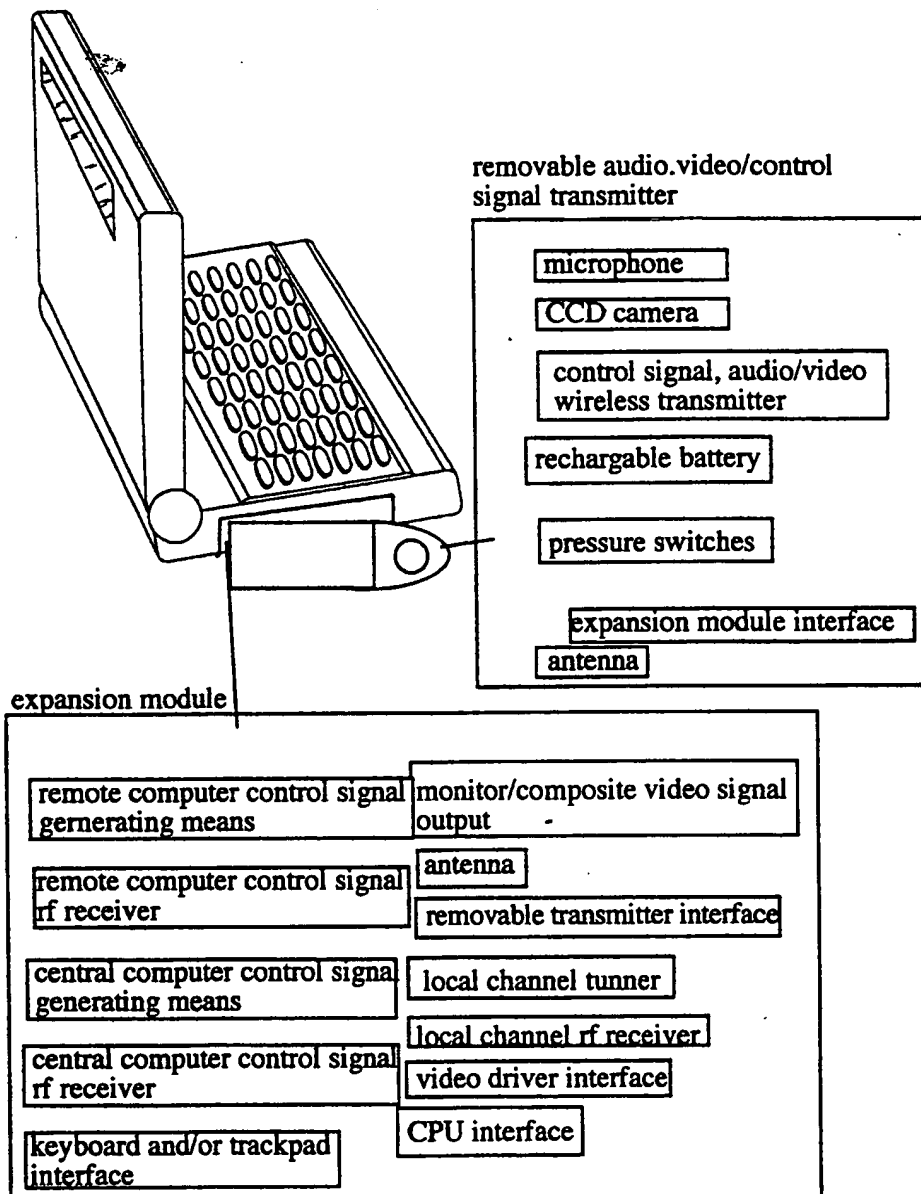 removable audio.video/control
signal transmitter
microphone
CCD camera
control signal, audio/video
wireless transmitter
rechargable battery
pressure switches
expansion module interface
antenna
expansion module
remote computer control signal
gernerating means
remote computer control signal
rf receiver
central computer control signal
generating means
central computer control signal
rf receiver
keyboard and/or trackpad
interface
monitor/composite video signal
output
antenna
removable transmitter interface
local channel tunner
local channel rf receiver
video driver interface
CPU interface